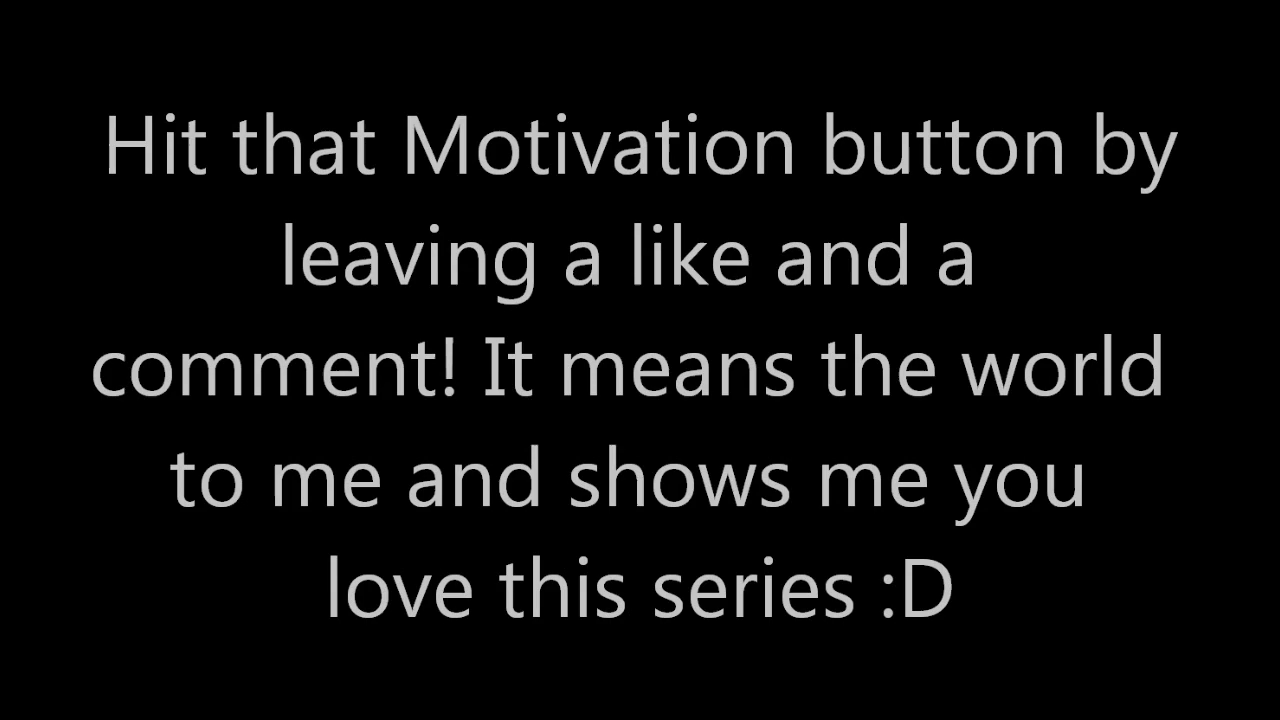 Hit that Motivation button by
leaving a like and a
comment! It means the world
to me and shows me you
love this series :D